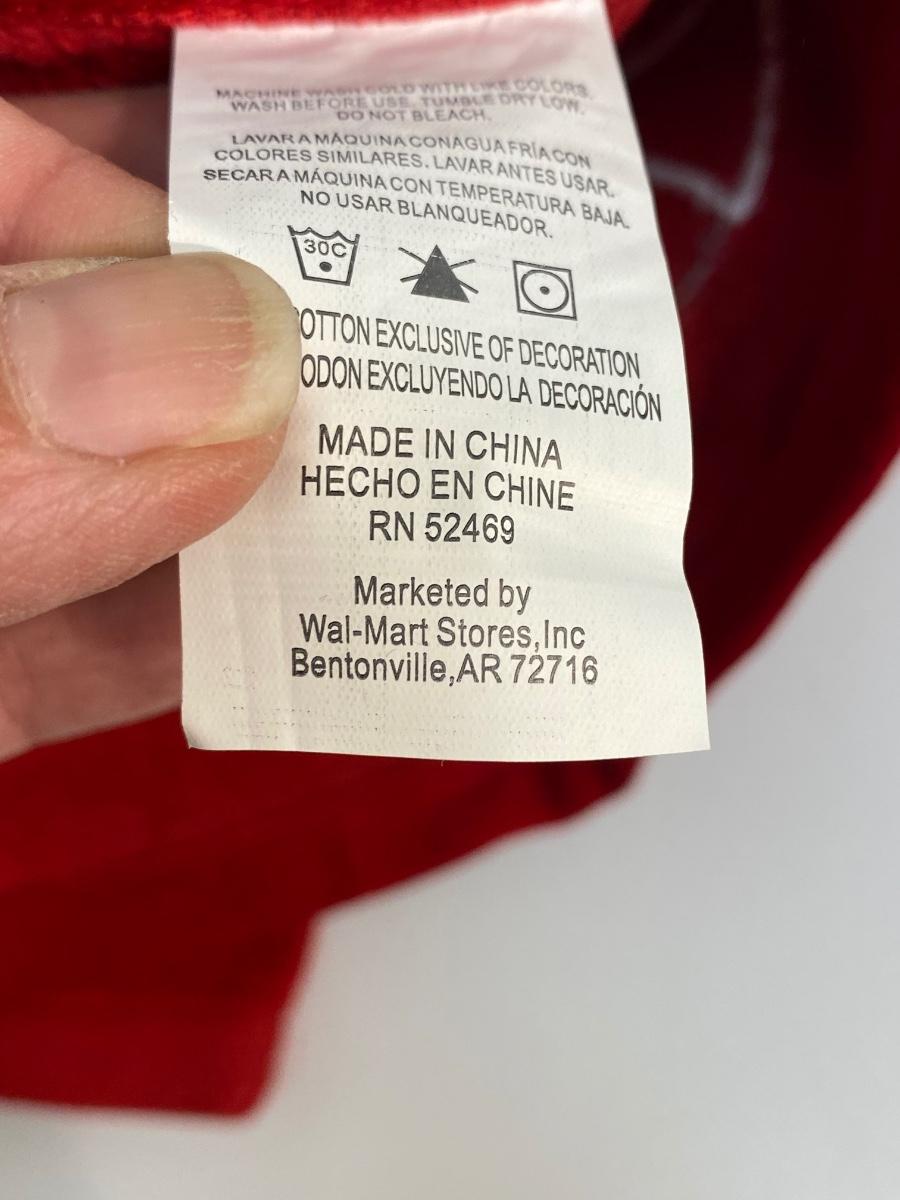 MACHINE WASH COLD WITH LIKE COLORS.
WASH BEFORE USE. TUMBLE DRY LOW.
DO NOT BLEACH.
LAVAR A MÁQUINA CON AGUA FRÍA CON
COLORES SIMILARES. LAVAR ANTES USAR.
SECAR A MÁQUINA CON TEMPERATURA BAJA.
NO USAR BLANQUEADOR.
30C
OTTON EXCLUSIVE OF DECORATION
ODON EXCLUYENDO LA DECORACIÓN
MADE IN CHINA
HECHO EN CHINE
RN 52469
Marketed by
Wal-Mart Stores,Inc
Bentonville,AR 72716